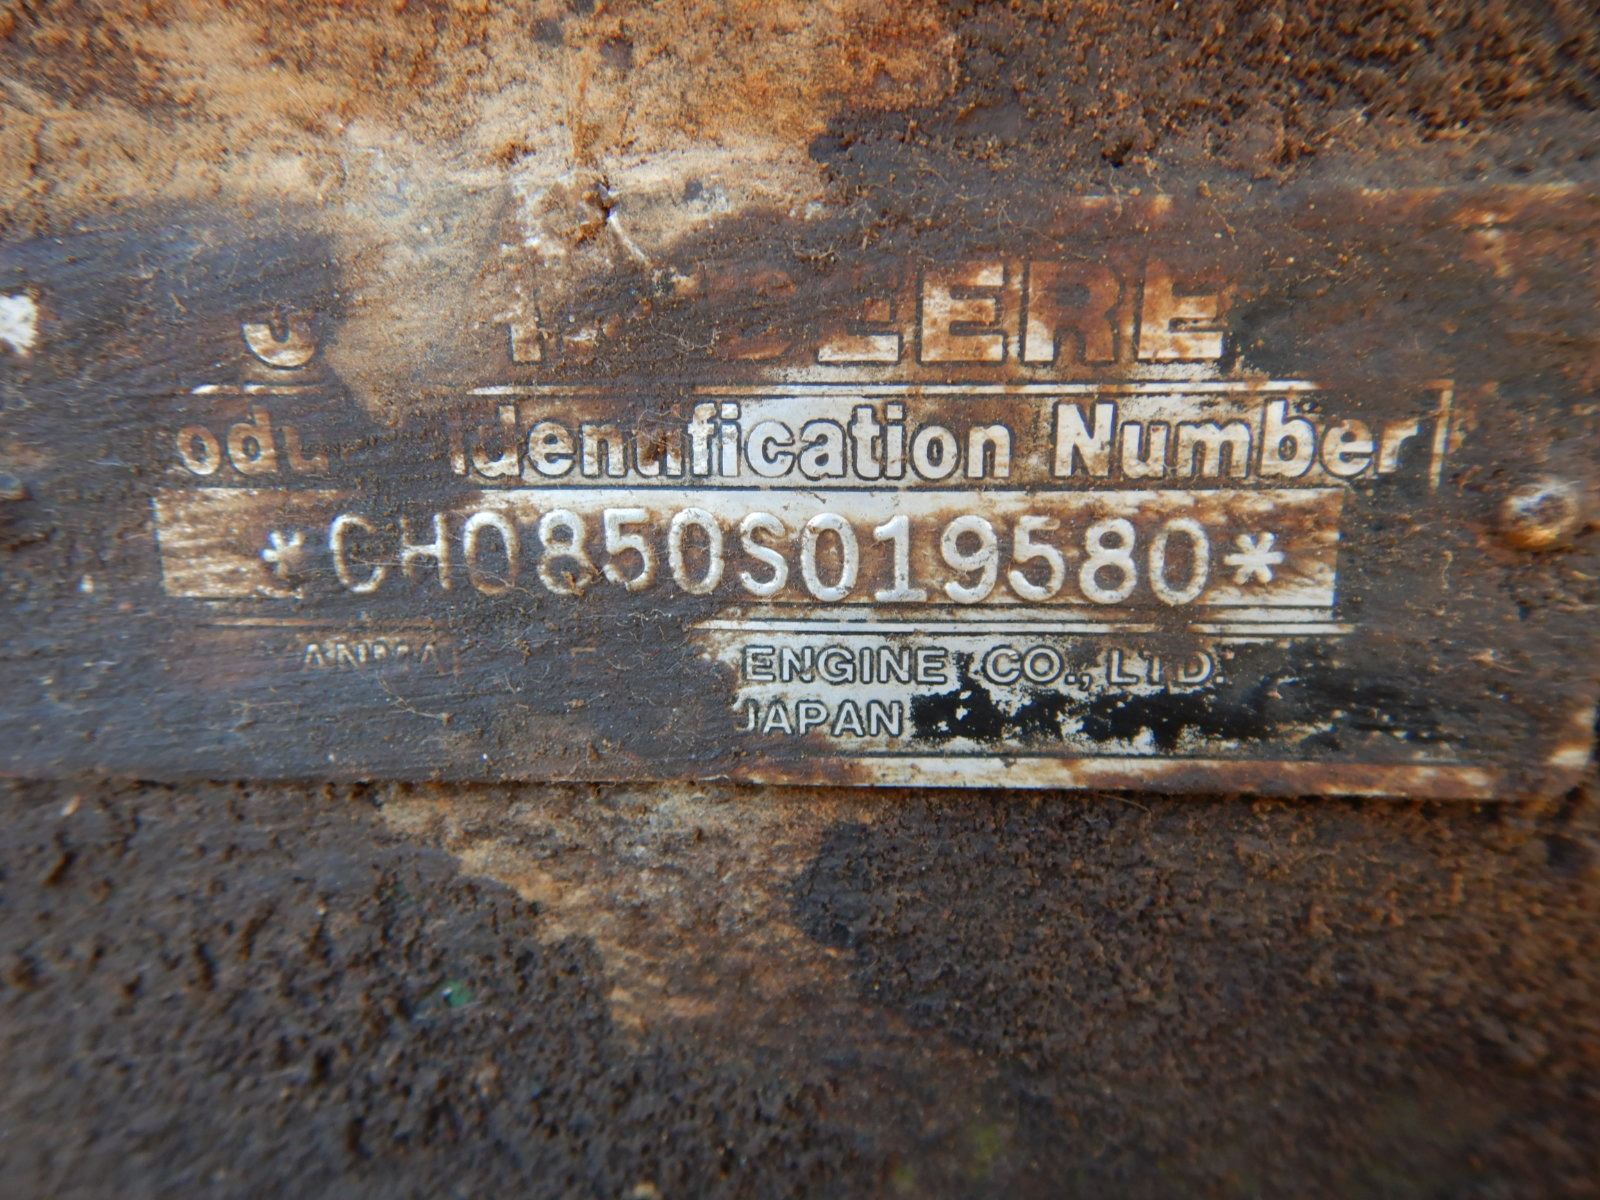 DEERE
Identification Number
*CH0850S019580*
ENGINE CO., LTD.
JAPAN